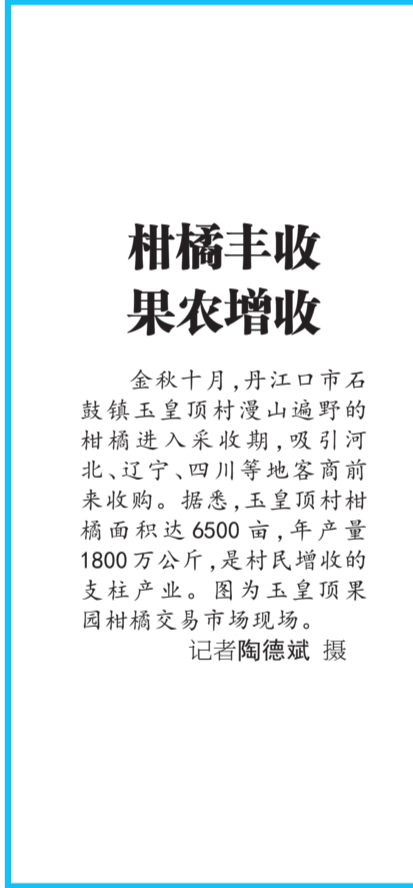 柑橘丰收
果农增收
金秋十月,丹江口市石
鼓镇玉皇顶村漫山遍野的
柑橘进入采收期,吸引河
北、辽宁、四川等地客商前
来收购。据悉,玉皇顶村柑
橘面积达6500亩,年产量
1800万公斤,是村民增收的
支柱产业。图为玉皇顶果
园柑橘交易市场现场。
记者陶德斌 摄